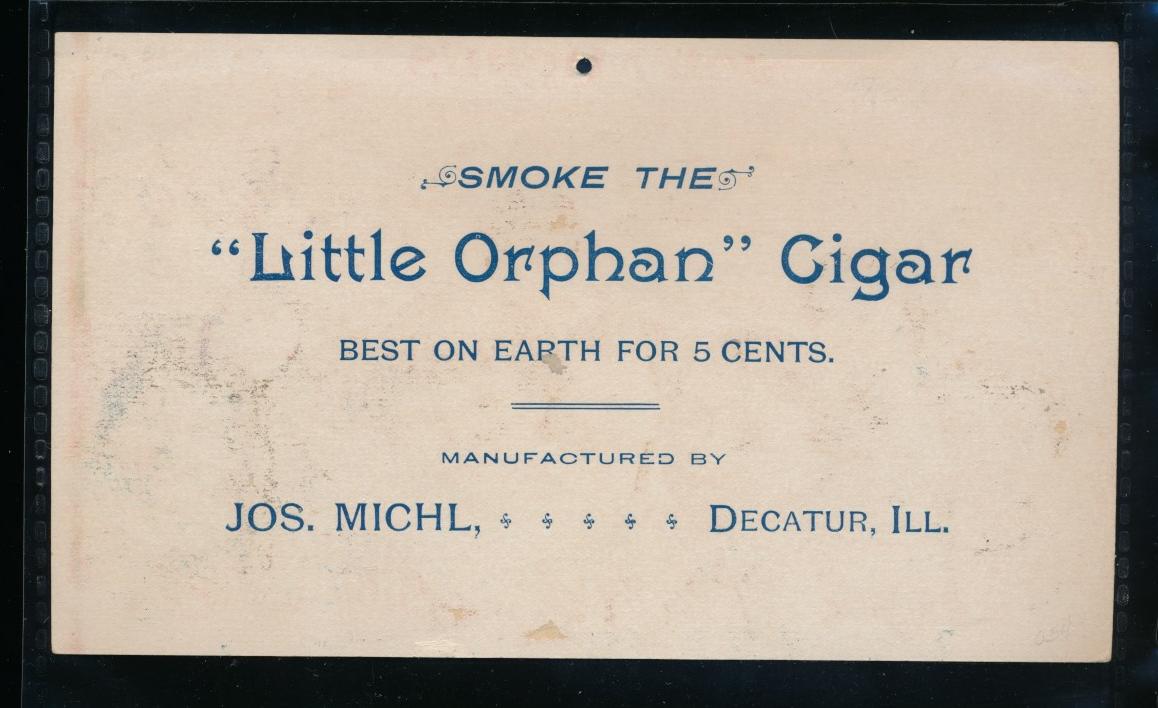 SMOKE THE
“Little Orphan” Cigar
BEST ON EARTH FOR 5 CENTS.
MANUFACTURED BY
JOS. MICHL, DECATUR, ILL.